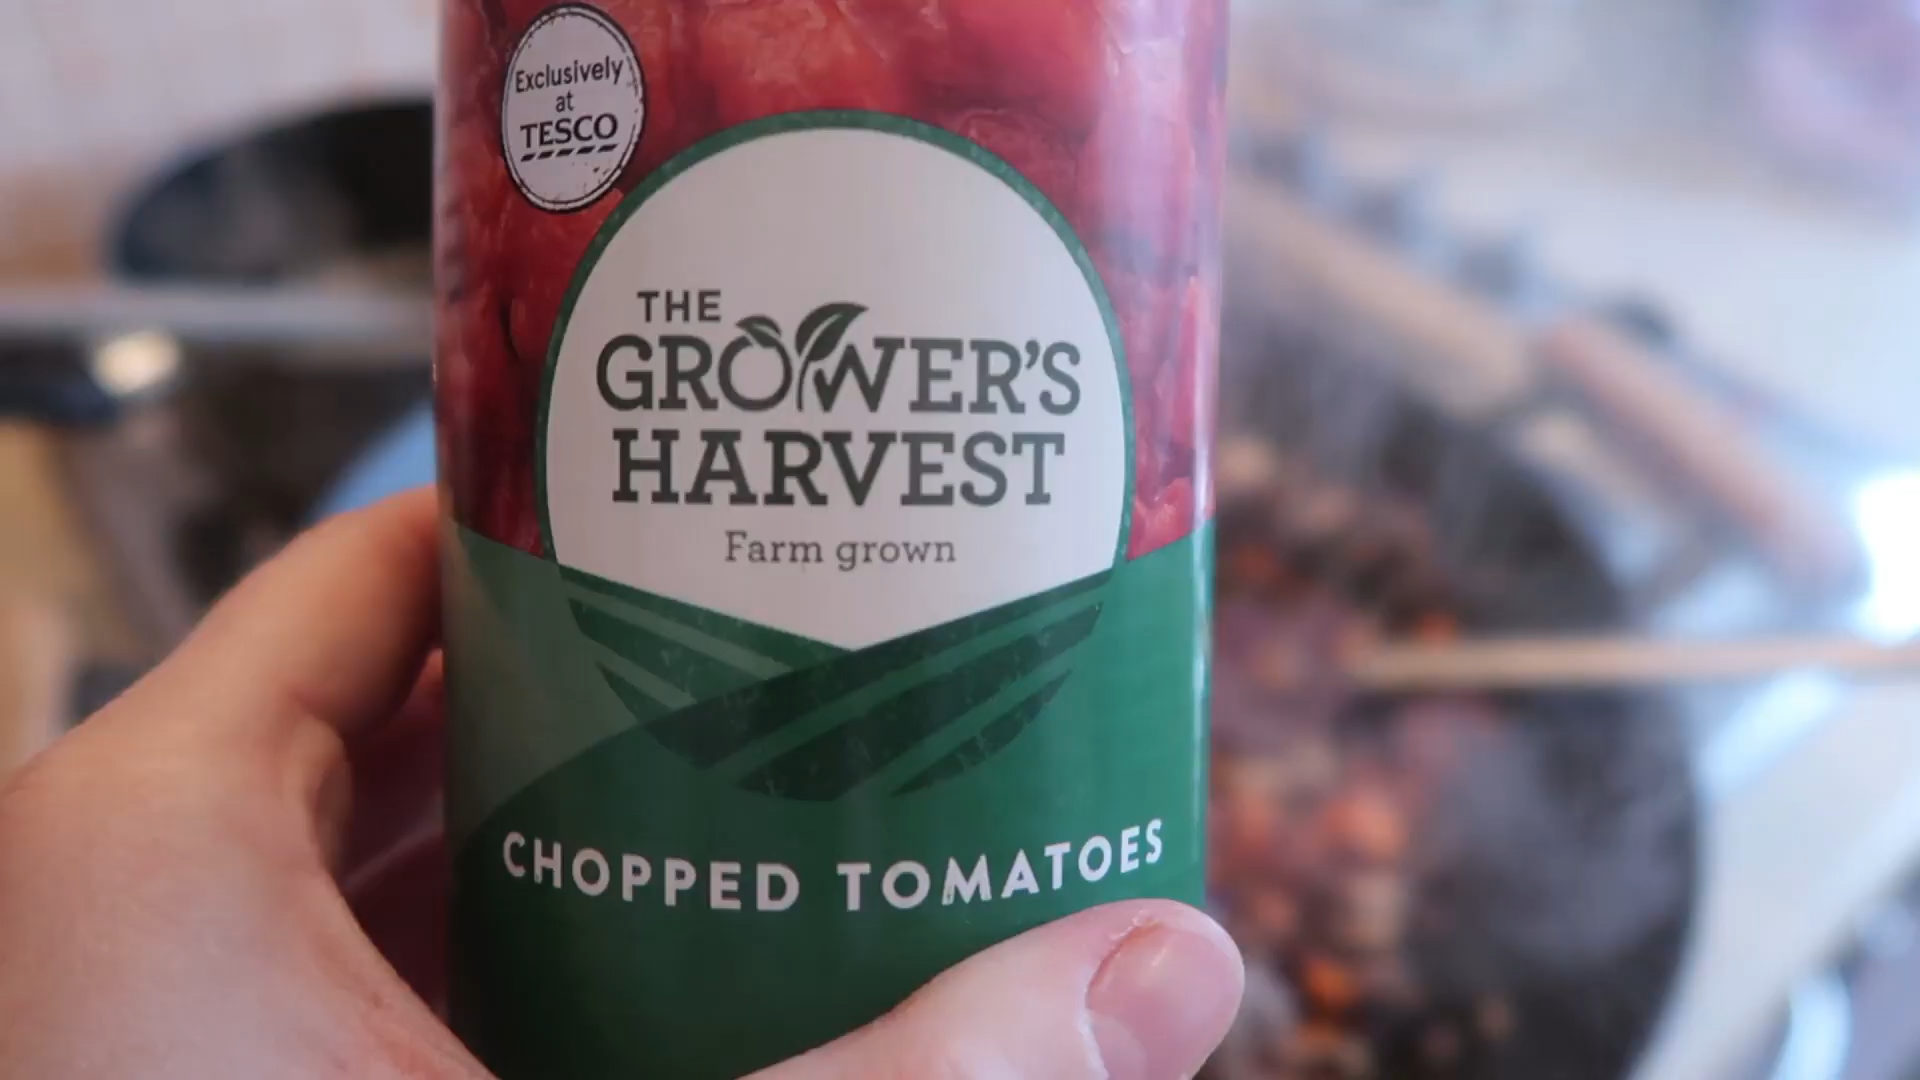 Exclusively
at
TESCO
THE
GROWER'S
HARVEST
Farm grown
CHOPPED TOMATOES